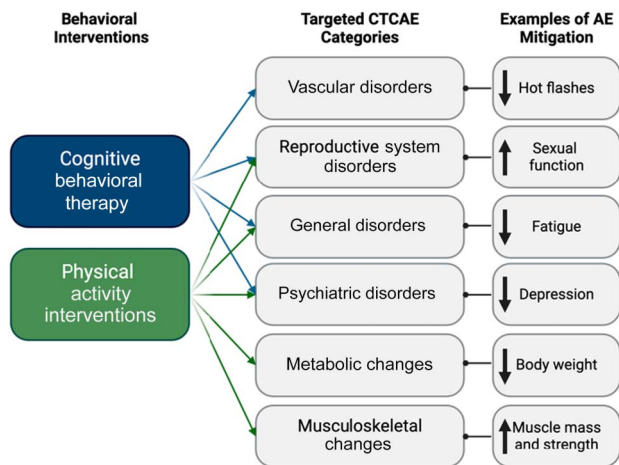 Behavioral
Interventions
Targeted CTCAE
Categories
Examples of AE
Mitigation
Cognitive
behavioral
therapy
Physical
activity
interventions
Vascular disorders
Hot flashes
Reproductive system
disorders
Sexual
function
General disorders
Fatigue
Psychiatric disorders
Depression
Metabolic changes
Body weight
Musculoskeletal
changes
Muscle mass
and strength